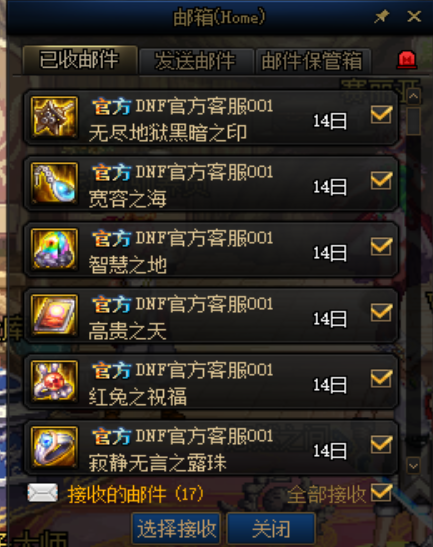 邮箱(Home)
已收邮件 发送邮件 邮件保管箱
官方 DNF官方客服001
无尽地狱黑暗之印 14日
官方 DNF官方客服001
宽容之海 14日
官方 DNF官方客服001
智慧之地 14日
官方 DNF官方客服001
高贵之天 14日
官方 DNF官方客服001
红兔之祝福 14日
官方 DNF官方客服001
寂静无言之露珠 14日
接收的邮件 (17) 全部接收
选择接收 关闭